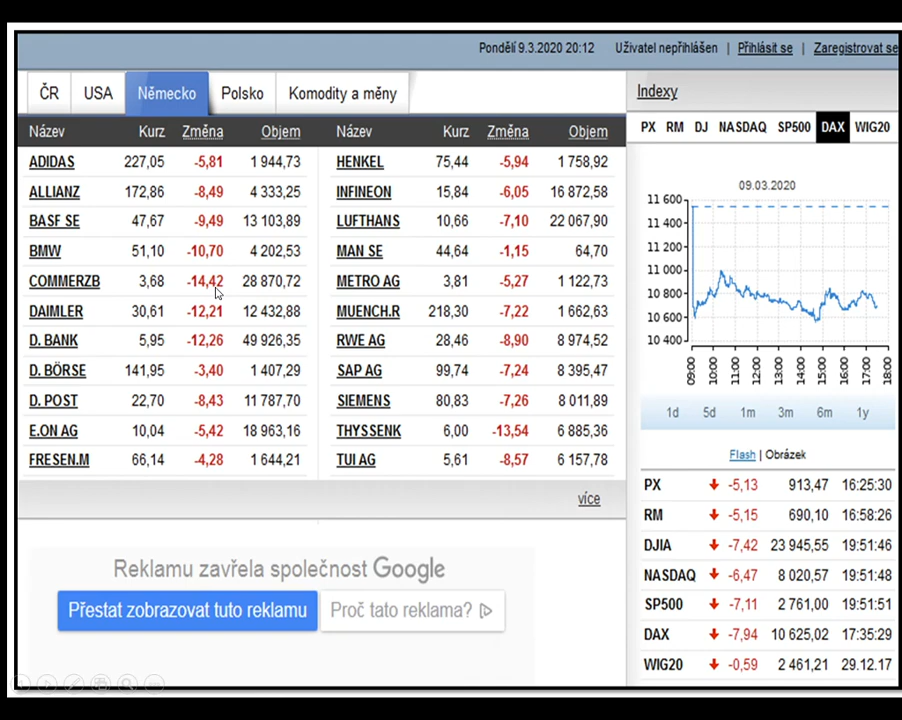 Pondělí 9.3.2020 20:12 Uživatel nepřihlášen | Přihlásit se | Zaregistrovat se
ČR USA Německo Polsko Komodity a měny
Název Kurz Změna Objem Název Kurz Změna Objem
ADIDAS 227,05 -5,81 1 944,73 HENKEL 75,44 -5,94 1 758,92
ALLIANZ 172,86 -8,49 4 333,25 INFINEON 15,84 -6,05 16 872,58
BASF SE 47,67 -9,49 13 103,89 LUFTHANS 10,66 -7,10 22 067,90
BMW 51,10 -10,70 4 202,53 MAN SE 44,64 -1,15 64,70
COMMERZB 3,68 -14,42 28 870,72 METRO AG 3,81 -5,27 1 122,73
DAIMLER 30,61 -12,21 12 432,88 MUENCH.R 218,30 -7,22 1 662,63
D. BANK 5,95 -12,26 49 926,35 RWE AG 28,46 -8,90 8 974,52
D. BÖRSE 141,95 -3,40 1 407,29 SAP AG 99,74 -7,24 8 395,47
D. POST 22,70 -8,43 11 787,70 SIEMENS 80,83 -7,26 8 011,89
E.ON AG 10,04 -5,42 18 963,16 THYSSENK 6,00 -13,54 6 885,36
FRESEN.M 66,14 -4,28 1 644,21 TUI AG 5,61 -8,57 6 157,78
více
Reklamu zavřela společnost Google
Přestat zobrazovat tuto reklamu Proč tato reklama?
Indexy
PX RM DJ NASDAQ SP500 DAX WIG20
09.03.2020
11 600
11 400
11 200
11 000
10 800
10 600
10 400
09:00 10:00 11:00 12:00 13:00 14:00 15:00 16:00 17:00 18:00
1d 5d 1m 3m 6m 1y
Flash | Obrázek
PX -5,13 913,47 16:25:30
RM -5,15 690,10 16:58:26
DJIA -7,42 23 945,55 19:51:46
NASDAQ -6,47 8 020,57 19:51:48
SP500 -7,11 2 761,00 19:51:51
DAX -7,94 10 625,02 17:35:29
WIG20 -0,59 2 461,21 29.12.17